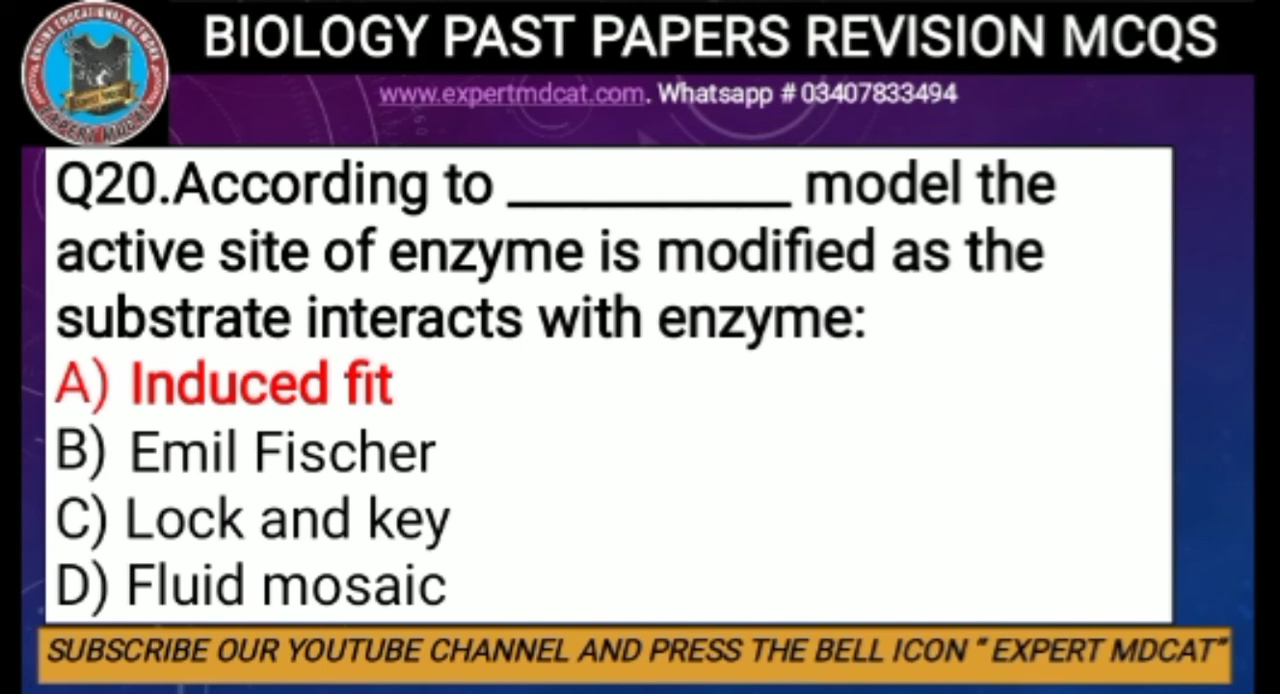 BIOLOGY PAST PAPERS REVISION MCQS
www.expertmdcat.com. Whatsapp # 03407833494
Q20.According to __________ model the
active site of enzyme is modified as the
substrate interacts with enzyme:
A) Induced fit
B) Emil Fischer
C) Lock and key
D) Fluid mosaic
SUBSCRIBE OUR YOUTUBE CHANNEL AND PRESS THE BELL ICON " EXPERT MDCAT"